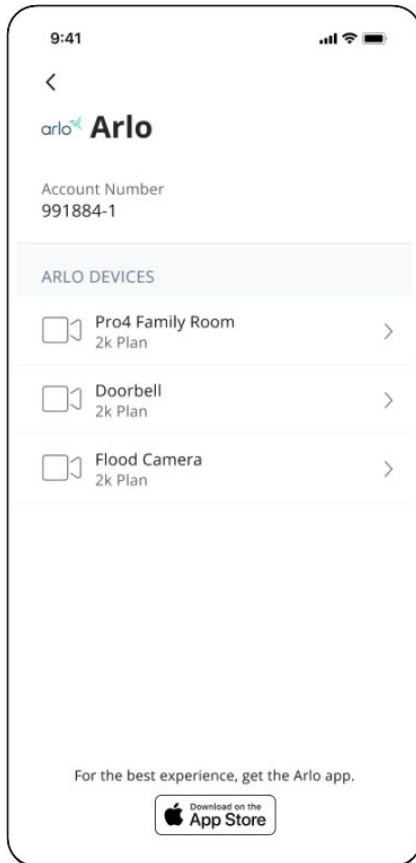 9:41
arlo Arlo
Account Number
991884-1
ARLO DEVICES
Pro4 Family Room
2k Plan
Doorbell
2k Plan
Flood Camera
2k Plan
For the best experience, get the Arlo app.
Download on the
App Store